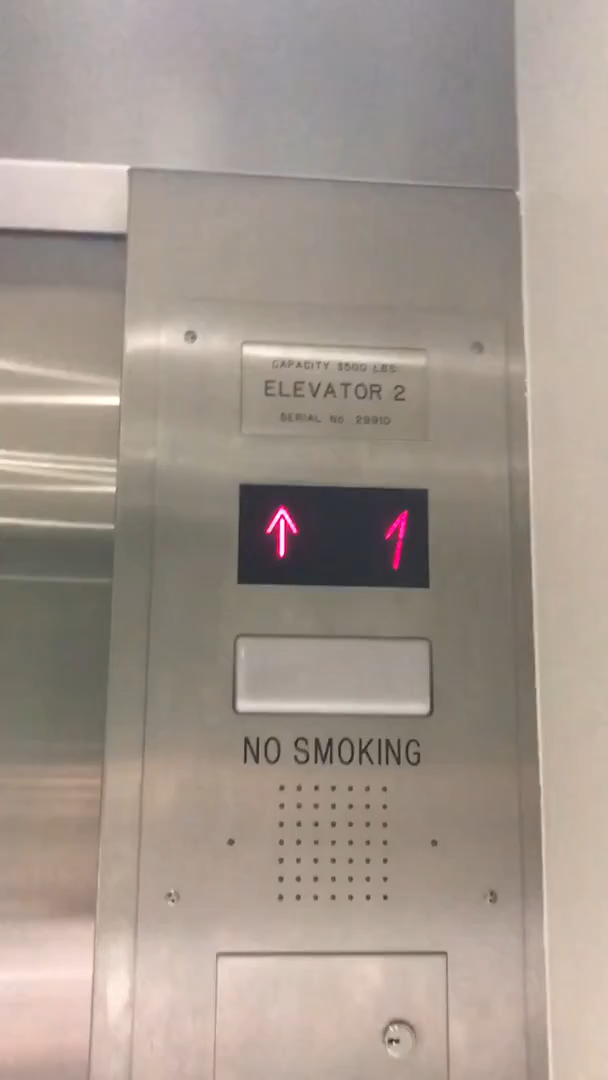 CAPACITY 3500 LBS
ELEVATOR 2
SERIAL No. 29910
↑ 1
NO SMOKING